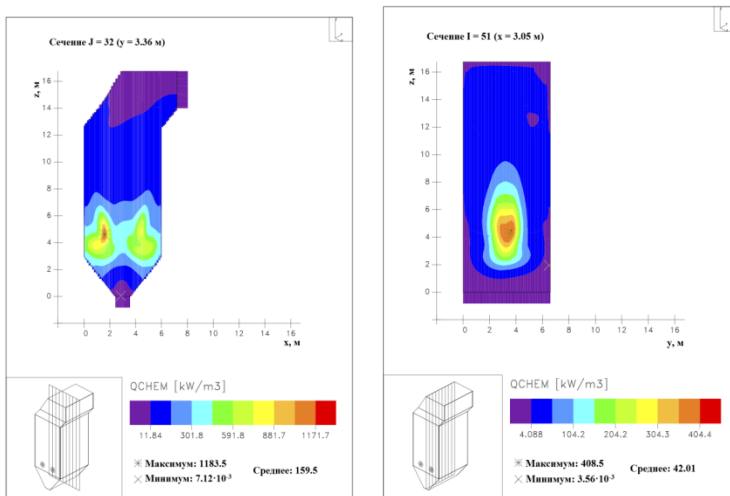 Сечение J = 32 (y = 3.36 м)
z, м
16
14
12
10
8
6
4
2
0
0 2 4 6 8 10 12 14 16
x, м
QCHEM [kW/m3]
11.84 301.8 591.8 881.7 1171.7
Максимум: 1183.5
Минимум: 7.12·10⁻³
Среднее: 159.5
Сечение I = 51 (x = 3.05 м)
z, м
16
14
12
10
8
6
4
2
0
0 2 4 6 8 10 12 14 16
y, м
QCHEM [kW/m3]
4.088 104.2 204.2 304.3 404.4
Максимум: 408.5
Минимум: 3.56·10⁻³
Среднее: 42.01